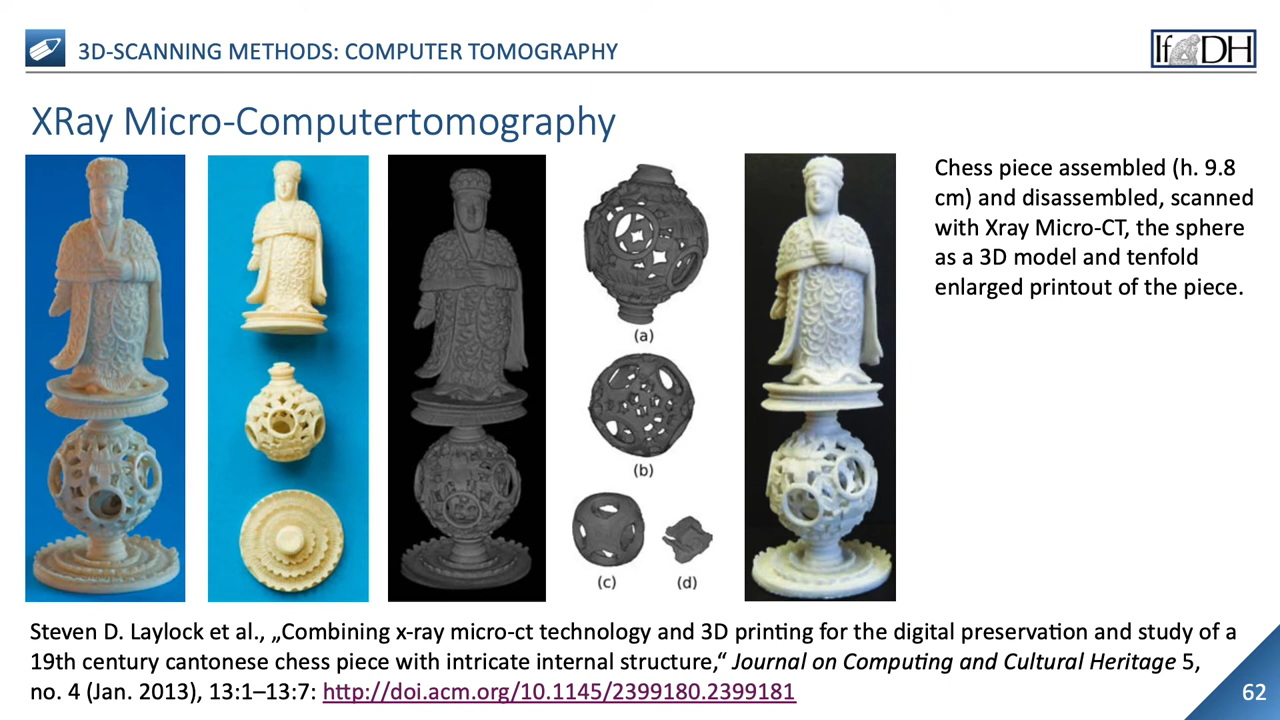 3D-SCANNING METHODS: COMPUTER TOMOGRAPHY
IfDH
XRay Micro-Computertomography
Chess piece assembled (h. 9.8
cm) and disassembled, scanned
with Xray Micro-CT, the sphere
as a 3D model and tenfold
enlarged printout of the piece.
(a)
(b)
(c)
(d)
Steven D. Laylock et al., „Combining x-ray micro-ct technology and 3D printing for the digital preservation and study of a
19th century cantonese chess piece with intricate internal structure,“ Journal on Computing and Cultural Heritage 5,
no. 4 (Jan. 2013), 13:1–13:7: http://doi.acm.org/10.1145/2399180.2399181
62